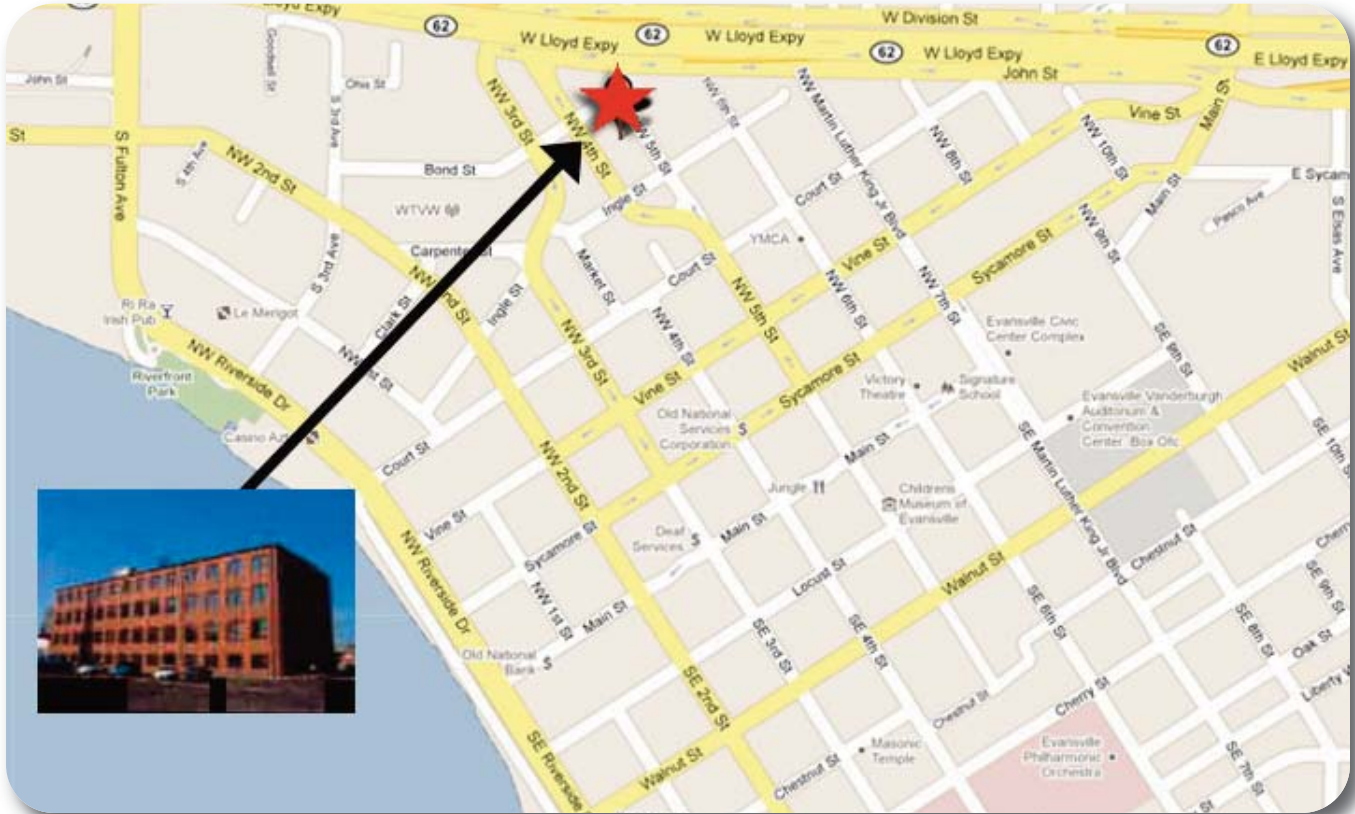 W Division St
Lloyd Expy
62
W Lloyd Expy
62
W Lloyd Expy
62
W Lloyd Expy
62
E Lloyd Expy
John St
John St
Goodsell St
Ohio St
S 3rd Ave
NW 3rd St
NW 4th St
NW 5th St
NW 6th St
NW Martin Luther King Jr Blvd
NW 8th St
Vine St
Main St
NW 10th St
St
S Fulton Ave
S 4th Ave
NW 2nd St
Bond St
Ingle St
Court St
Main St
E Sycam
Pasco Ave
S Elsas Ave
WTVW
Carpenter St
S 3rd Ave
Market St
Court St
YMCA
Vine St
Sycamore St
NW 9th St
Ri Ra
Irish Pub
Le Merigot
Clark St
NW 2nd St
Ingle St
NW 5th St
NW 6th St
NW 7th St
Evansville Civic
Center Complex
SE 9th St
Walnut St
Riverfront
Park
NW Riverside Dr
NW 1st St
NW 3rd St
NW 4th St
Vine St
Sycamore St
Victory
Theatre
Signature
School
Evansville Vanderburgh
Auditorium &
Convention
Center: Box Ofc
Old National
Services
Corporation
Casino
Court St
NW 2nd St
Main St
SE Martin Luther King Jr Blvd
SE 10th St
Jungle
Childrens
Museum of
Evansville
Vine St
Sycamore St
Deaf
Services
Main St
Locust St
Walnut St
Chestnut St
Cherry
NW Riverside Dr
NW 1st St
Main St
SE 3rd St
SE 4th St
SE 6th St
SE 8th St
SE 9th St
Oak St
Liberty
Old National
Bank
SE 2nd St
Chestnut St
Cherry St
SE Riverside
Walnut St
Chestnut St
Masonic
Temple
Evansville
Philharmonic
Orchestra
SE 7th St
St